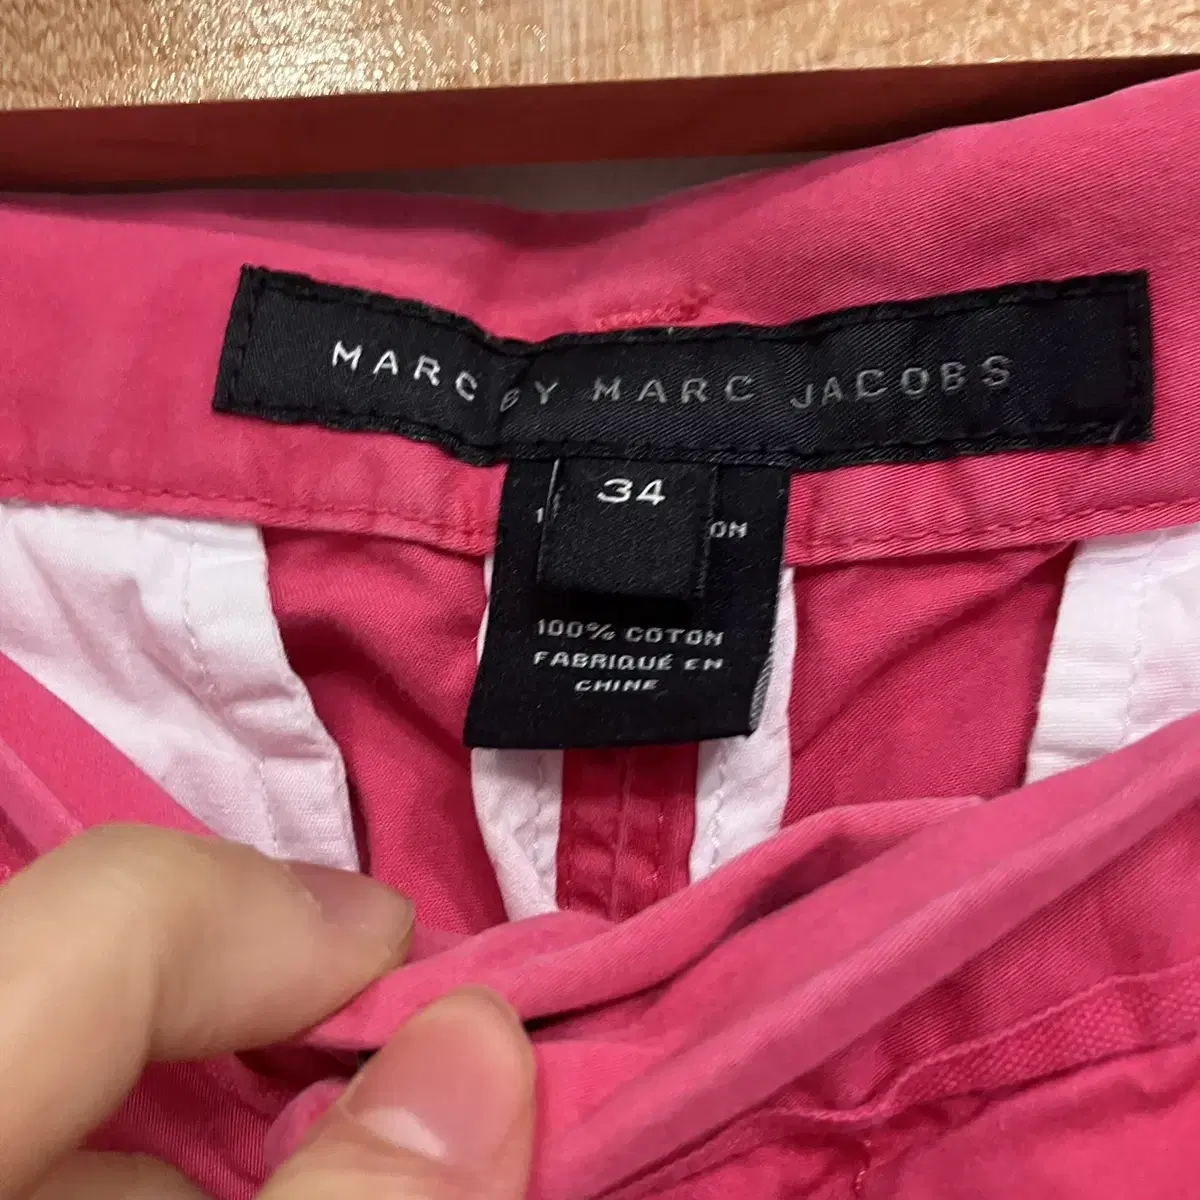 MARC BY MARC JACOBS
34
100% COTON
FABRIQUÉ EN
CHINE